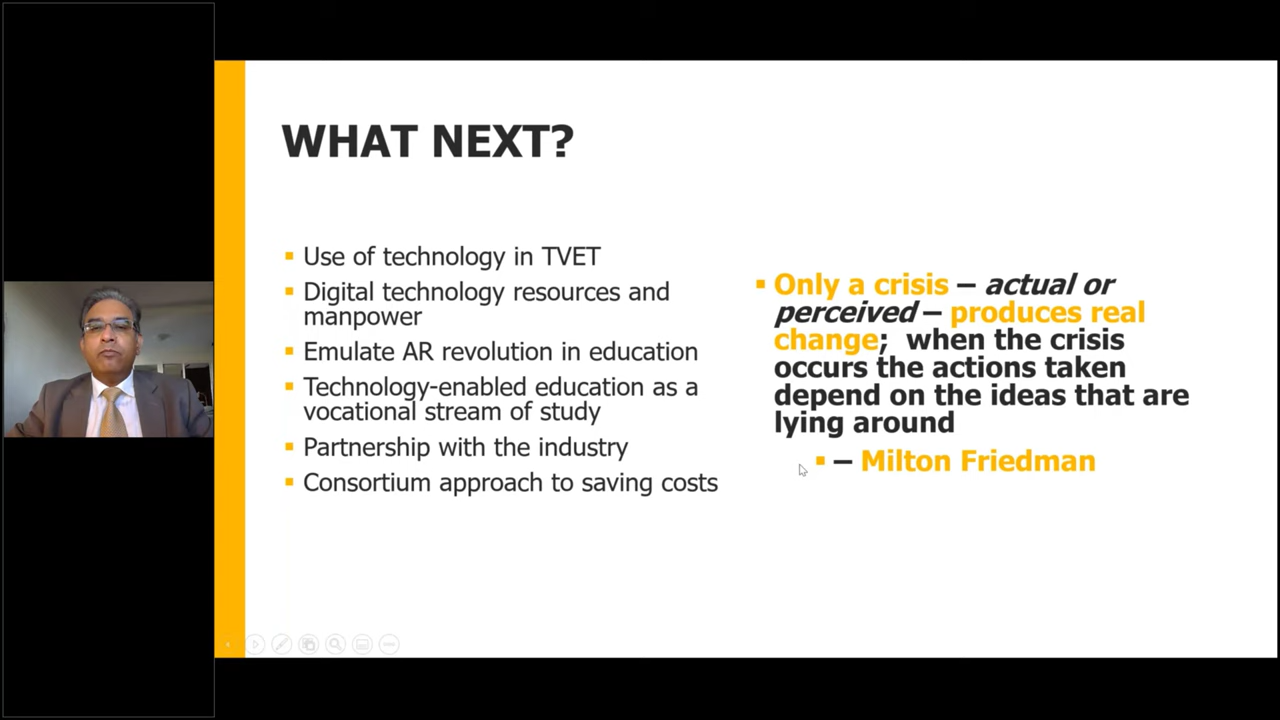 WHAT NEXT?
Use of technology in TVET
Digital technology resources and
manpower
Emulate AR revolution in education
Technology-enabled education as a
vocational stream of study
Partnership with the industry
Consortium approach to saving costs
Only a crisis – actual or
perceived – produces real
change; when the crisis
occurs the actions taken
depend on the ideas that are
lying around
– Milton Friedman